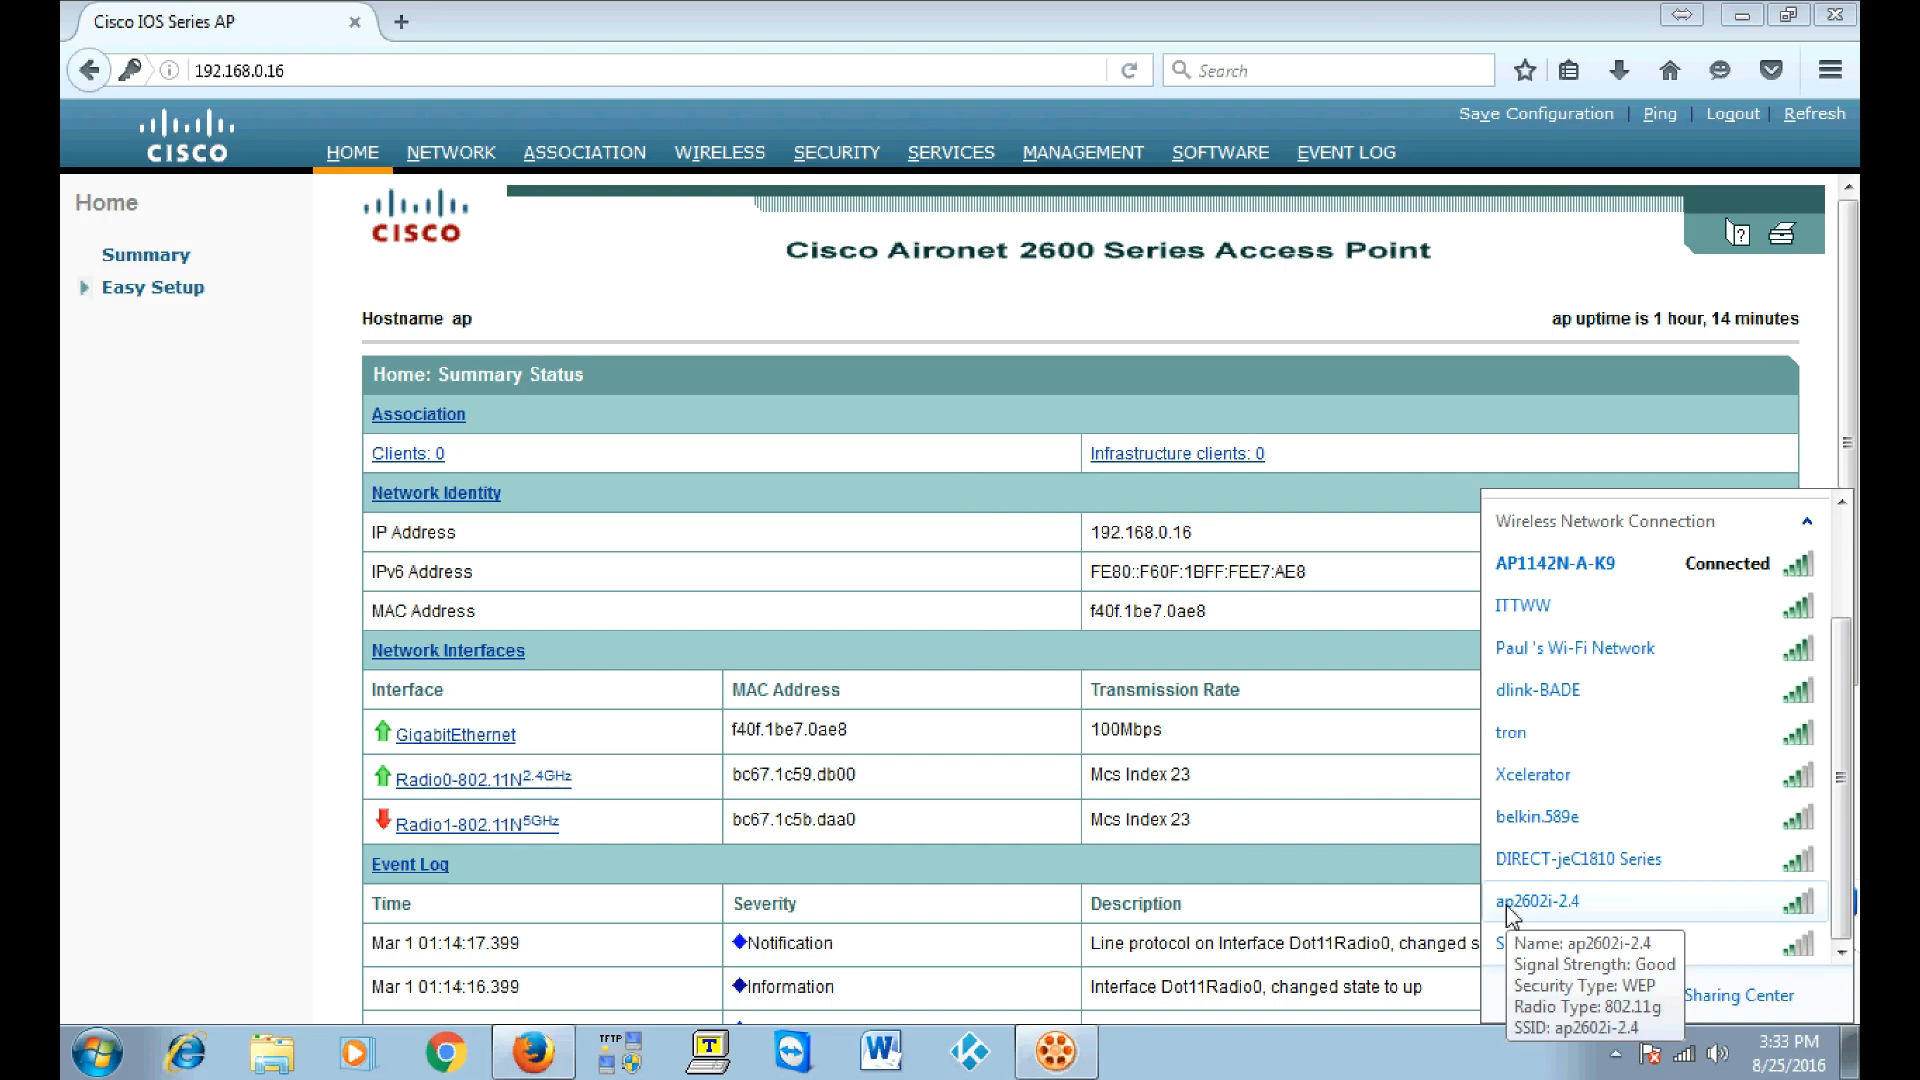 Cisco IOS Series AP
192.168.0.16
Search
Save Configuration | Ping | Logout | Refresh
CISCO
HOME NETWORK ASSOCIATION WIRELESS SECURITY SERVICES MANAGEMENT SOFTWARE EVENT LOG
Home
Summary
Easy Setup
CISCO
Cisco Aironet 2600 Series Access Point
Hostname ap
ap uptime is 1 hour, 14 minutes
Home: Summary Status
Association
Clients: 0
Infrastructure clients: 0
Network Identity
IP Address
192.168.0.16
IPv6 Address
FE80::F60F:1BFF:FEE7:AE8
MAC Address
f40f.1be7.0ae8
Network Interfaces
Interface MAC Address Transmission Rate
GigabitEthernet f40f.1be7.0ae8 100Mbps
Radio0-802.11N2.4GHz bc67.1c59.db00 Mcs Index 23
Radio1-802.11N5GHz bc67.1c5b.daa0 Mcs Index 23
Event Log
Time Severity Description
Mar 1 01:14:17.399 Notification Line protocol on Interface Dot11Radio0, changed s
Mar 1 01:14:16.399 Information Interface Dot11Radio0, changed state to up
Wireless Network Connection
AP1142N-A-K9 Connected
ITTWW
Paul 's Wi-Fi Network
dlink-BADE
tron
Xcelerator
belkin.589e
DIRECT-jeC1810 Series
ap2602i-2.4
S
Name: ap2602i-2.4
Signal Strength: Good
Security Type: WEP
Radio Type: 802.11g
SSID: ap2602i-2.4
Sharing Center
TFTP
T
W
3:33 PM
8/25/2016